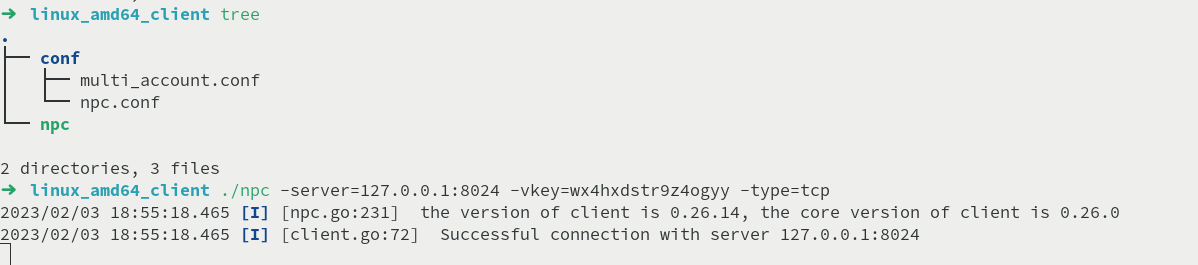 ➜ linux_amd64_client tree
.
├── conf
│   ├── multi_account.conf
│   └── npc.conf
└── npc

2 directories, 3 files
➜ linux_amd64_client ./npc -server=127.0.0.1:8024 -vkey=wx4hxdstr9z4ogyy -type=tcp
2023/02/03 18:55:18.465 [I] [npc.go:231]  the version of client is 0.26.14, the core version of client is 0.26.0
2023/02/03 18:55:18.465 [I] [client.go:72]  Successful connection with server 127.0.0.1:8024